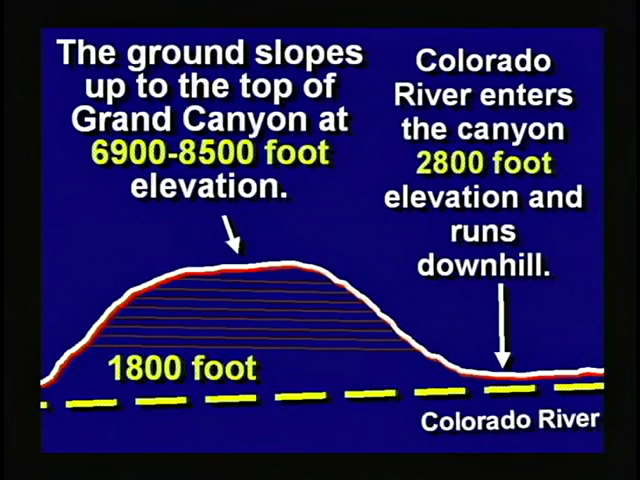 The ground slopes
up to the top of
Grand Canyon at
6900-8500 foot
elevation.
Colorado
River enters
the canyon
2800 foot
elevation and
runs
downhill.
1800 foot
Colorado River